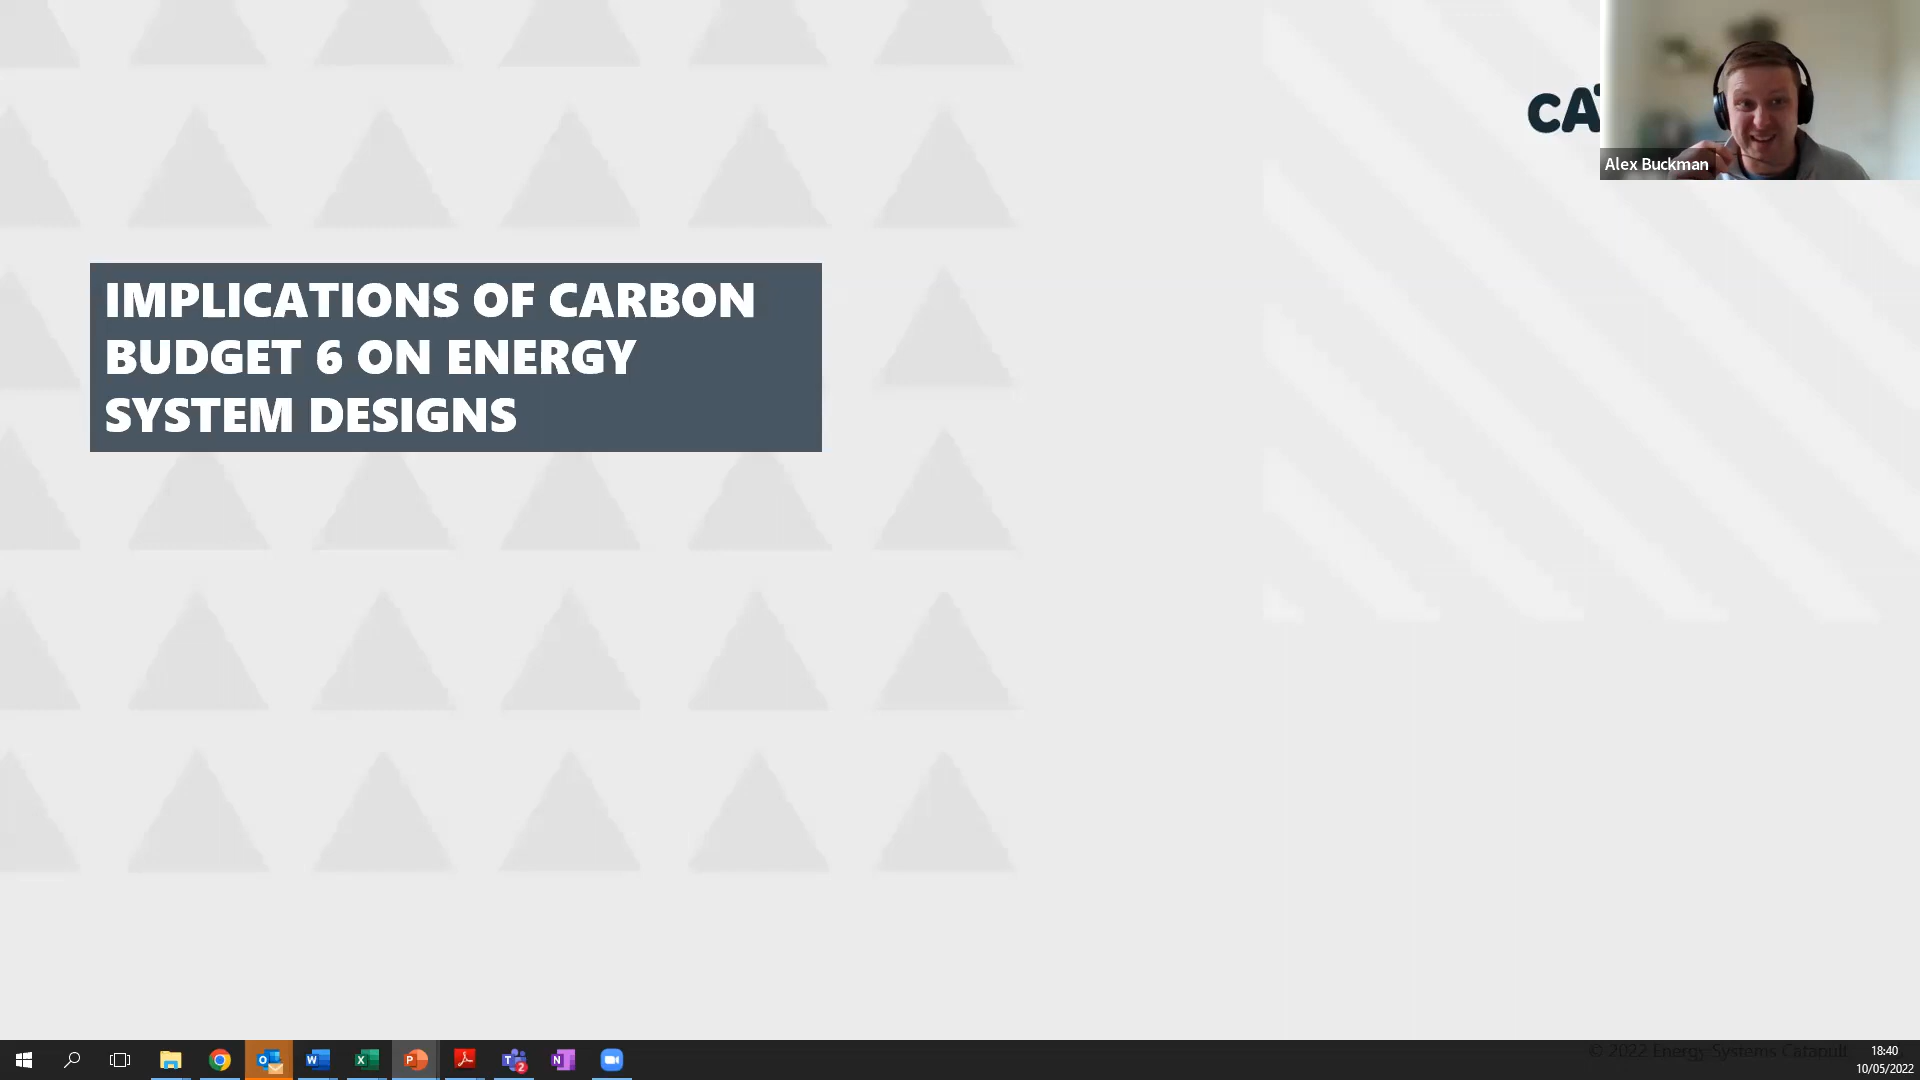 CA
Alex Buckman
IMPLICATIONS OF CARBON
BUDGET 6 ON ENERGY
SYSTEM DESIGNS
© 2022 Energy Systems Catapult
18:40
10/05/2022